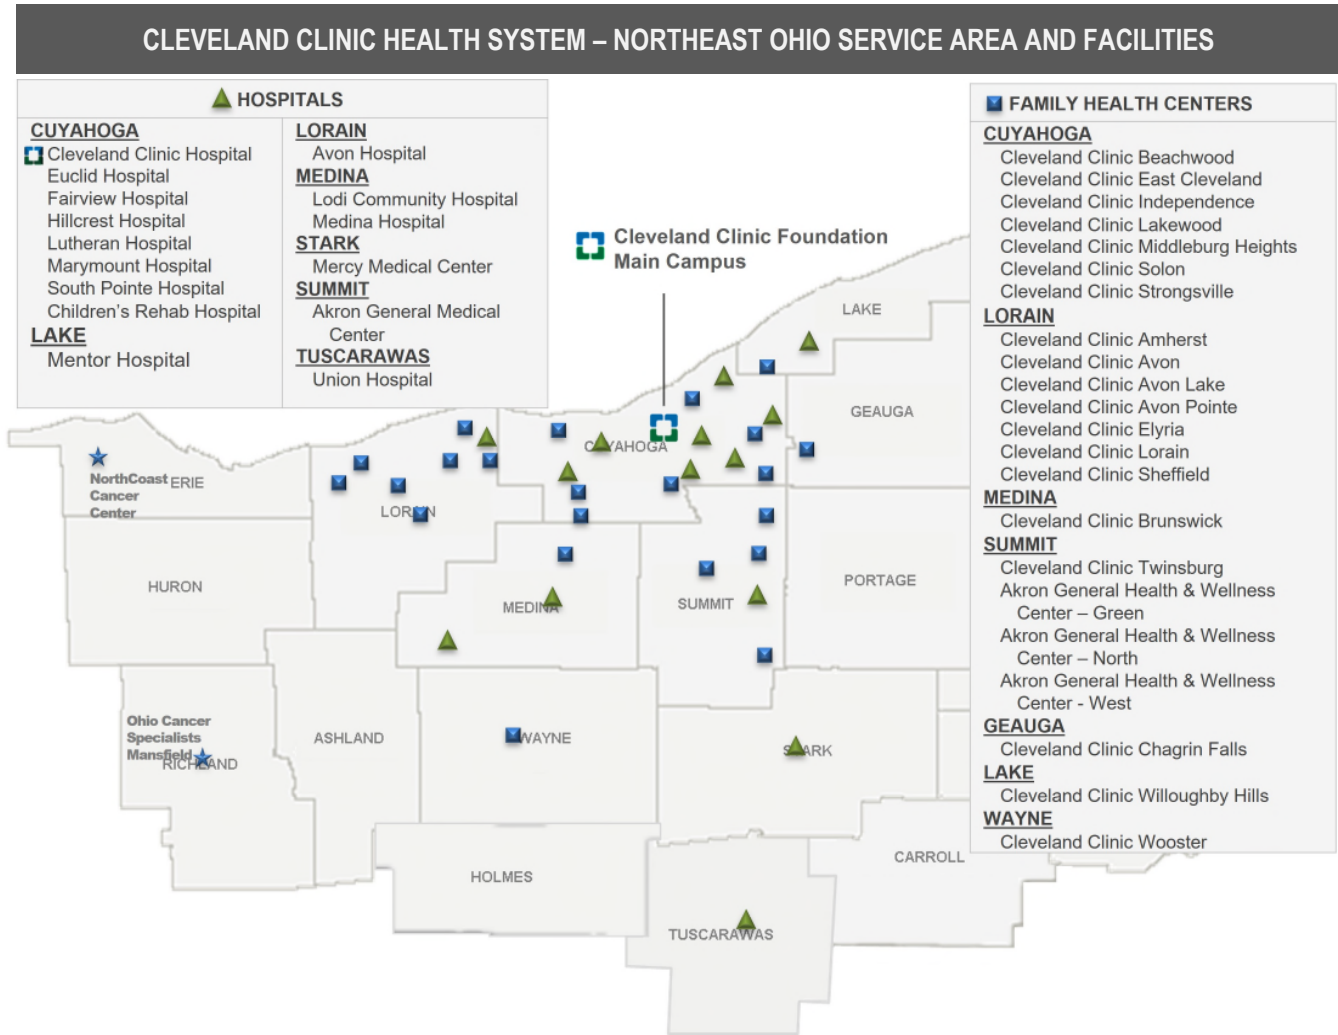 CLEVELAND CLINIC HEALTH SYSTEM – NORTHEAST OHIO SERVICE AREA AND FACILITIES
HOSPITALS
CUYAHOGA
Cleveland Clinic Hospital
Euclid Hospital
Fairview Hospital
Hillcrest Hospital
Lutheran Hospital
Marymount Hospital
South Pointe Hospital
Children's Rehab Hospital
LAKE
Mentor Hospital
LORAIN
Avon Hospital
MEDINA
Lodi Community Hospital
Medina Hospital
STARK
Mercy Medical Center
SUMMIT
Akron General Medical
Center
TUSCARAWAS
Union Hospital
Cleveland Clinic Foundation
Main Campus
FAMILY HEALTH CENTERS
CUYAHOGA
Cleveland Clinic Beachwood
Cleveland Clinic East Cleveland
Cleveland Clinic Independence
Cleveland Clinic Lakewood
Cleveland Clinic Middleburg Heights
Cleveland Clinic Solon
Cleveland Clinic Strongsville
LORAIN
Cleveland Clinic Amherst
Cleveland Clinic Avon
Cleveland Clinic Avon Lake
Cleveland Clinic Avon Pointe
Cleveland Clinic Elyria
Cleveland Clinic Lorain
Cleveland Clinic Sheffield
MEDINA
Cleveland Clinic Brunswick
SUMMIT
Cleveland Clinic Twinsburg
Akron General Health & Wellness
Center – Green
Akron General Health & Wellness
Center – North
Akron General Health & Wellness
Center - West
GEAUGA
Cleveland Clinic Chagrin Falls
LAKE
Cleveland Clinic Willoughby Hills
WAYNE
Cleveland Clinic Wooster
LAKE
GEAUGA
CUYAHOGA
NorthCoast
Cancer
Center
ERIE
LORAIN
HURON
MEDINA
SUMMIT
PORTAGE
Ohio Cancer
Specialists
Mansfield
RICHLAND
ASHLAND
WAYNE
STARK
HOLMES
CARROLL
TUSCARAWAS